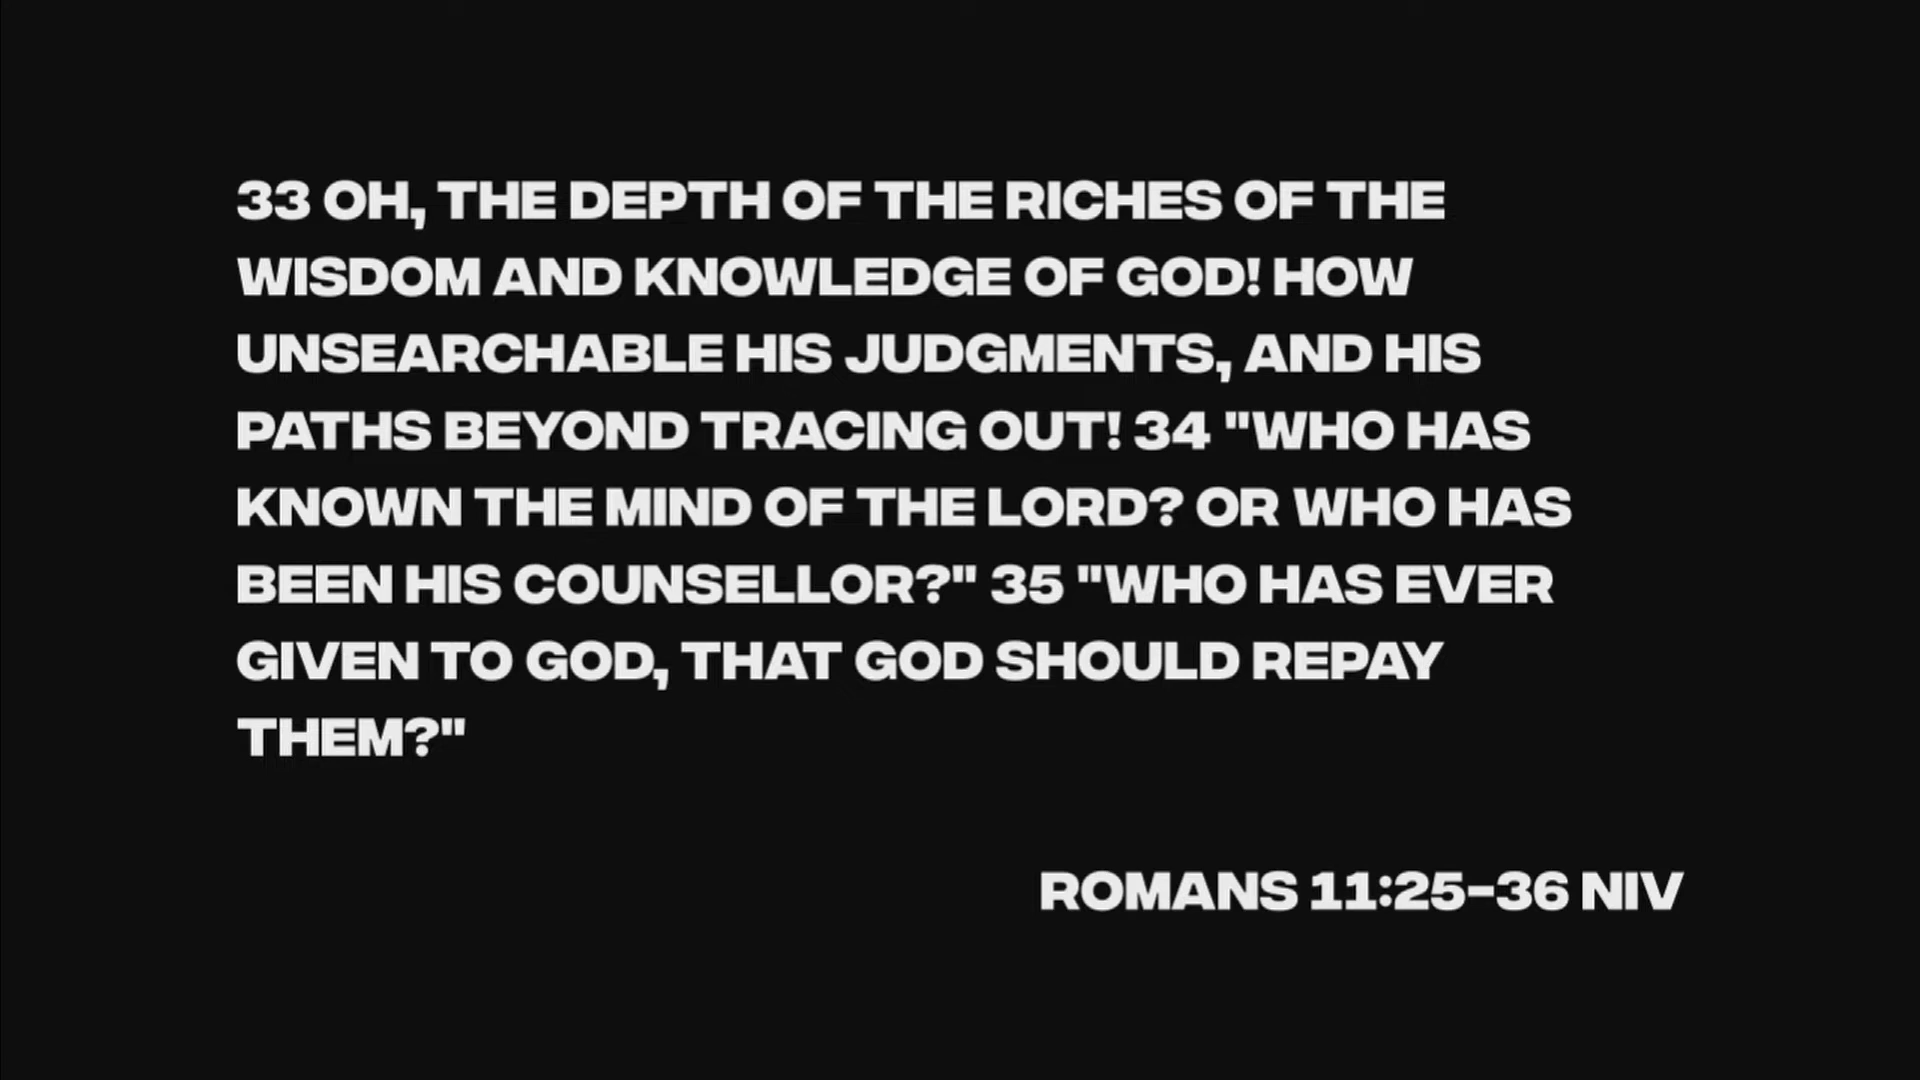 33 OH, THE DEPTH OF THE RICHES OF THE
WISDOM AND KNOWLEDGE OF GOD! HOW
UNSEARCHABLE HIS JUDGMENTS, AND HIS
PATHS BEYOND TRACING OUT! 34 "WHO HAS
KNOWN THE MIND OF THE LORD? OR WHO HAS
BEEN HIS COUNSELLOR?" 35 "WHO HAS EVER
GIVEN TO GOD, THAT GOD SHOULD REPAY
THEM?"
ROMANS 11:25-36 NIV